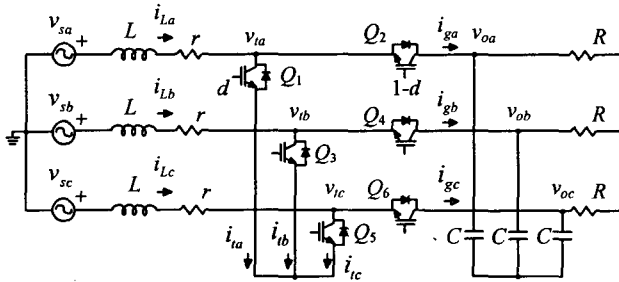 v_sa + L i_La r v_ta Q_2 i_ga v_oa R
d Q_1 1-d
v_sb + L i_Lb r v_tb Q_4 i_gb v_ob R
Q_3
v_sc + L i_Lc r v_tc Q_6 i_gc v_oc R
Q_5
i_ta i_tb i_tc C C C